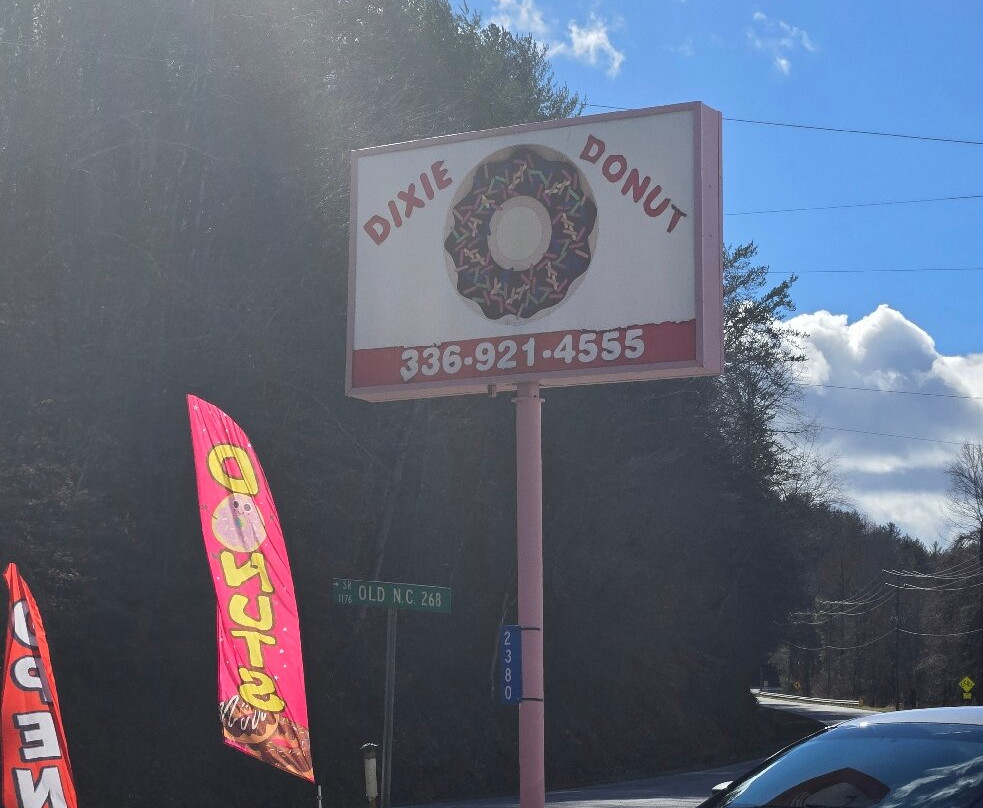 DIXIE DONUT
336-921-4555
DONUTS
SR 1176 OLD N.C. 268
2380
OPEN